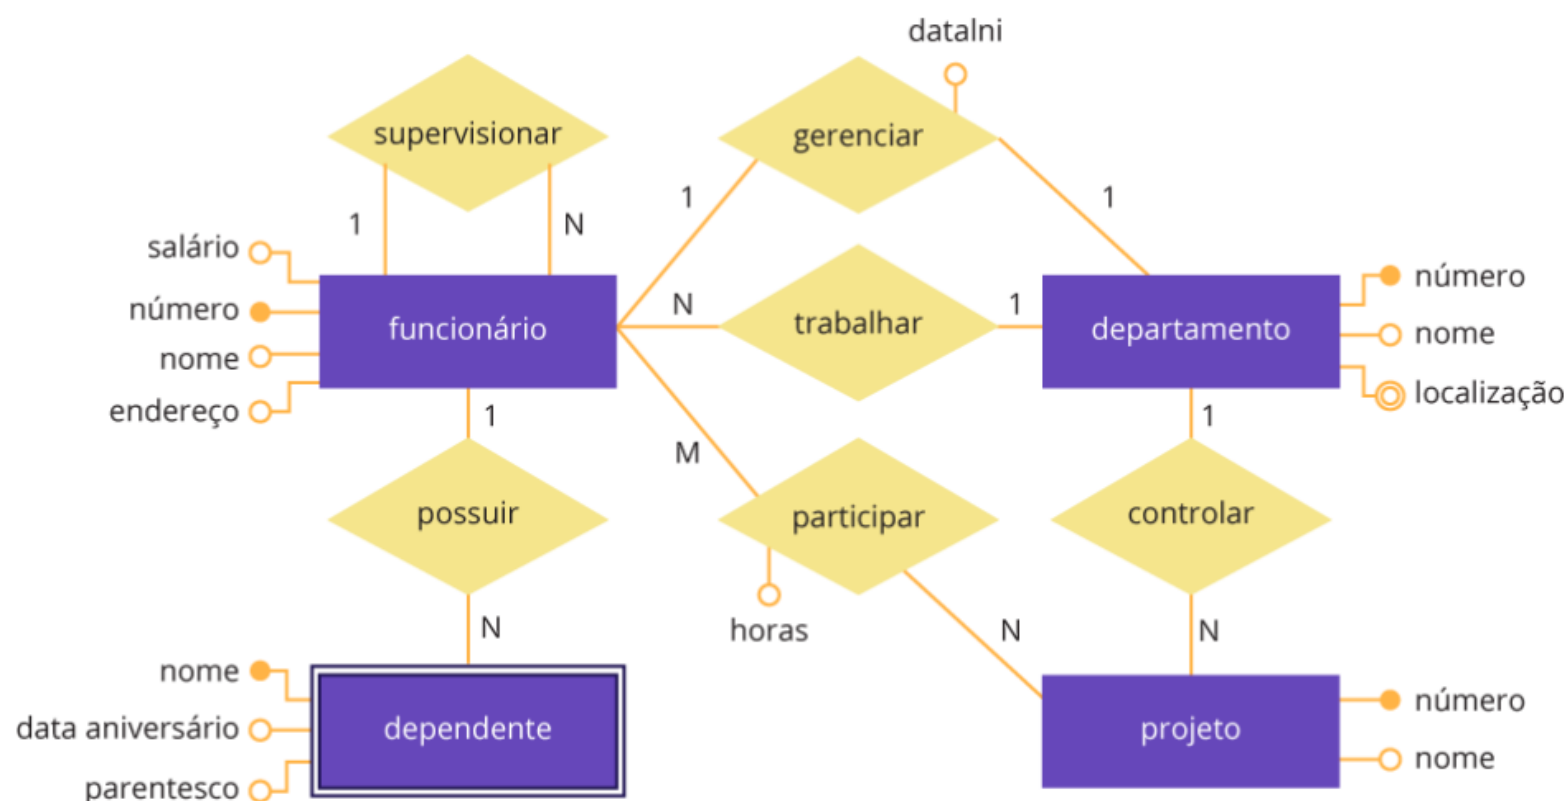 dataIni
supervisionar
gerenciar
1
N
1
1
salário
número
nome
endereço
funcionário
N
trabalhar
1
departamento
número
nome
localização
1
M
1
possuir
participar
controlar
horas
N
N
N
nome
data aniversário
parentesco
dependente
projeto
número
nome